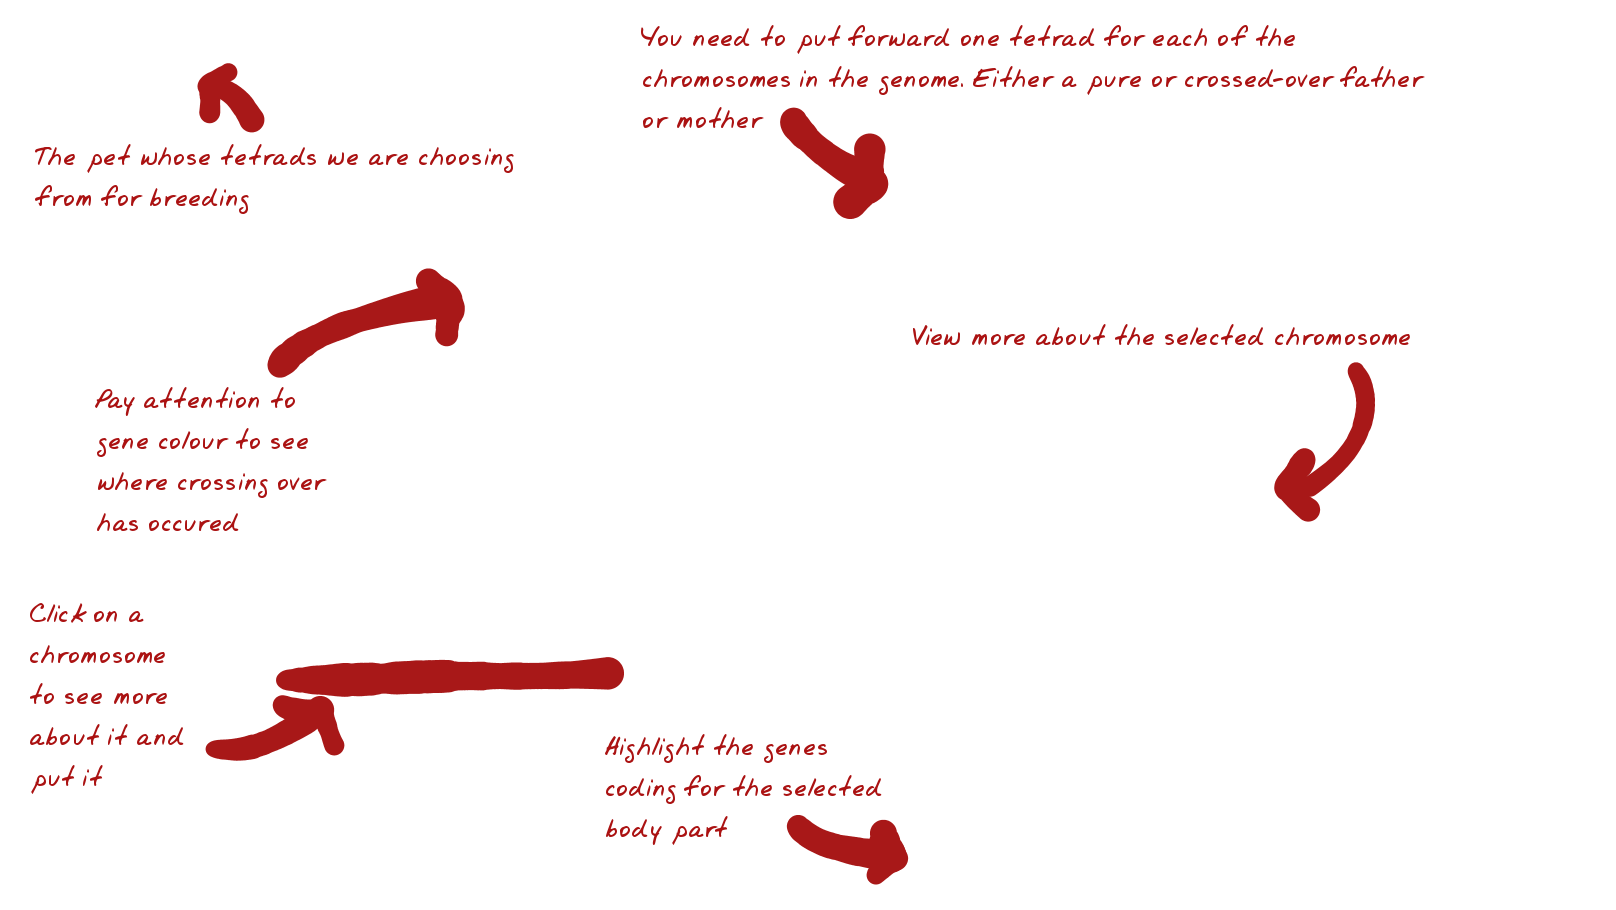 You need to put forward one tetrad for each of the
chromosomes in the genome. Either a pure or crossed-over father
or mother
The pet whose tetrads we are choosing
from for breeding
View more about the selected chromosome
Pay attention to
gene colour to see
where crossing over
has occured
Click on a
chromosome
to see more
about it and
put it
Highlight the genes
coding for the selected
body part